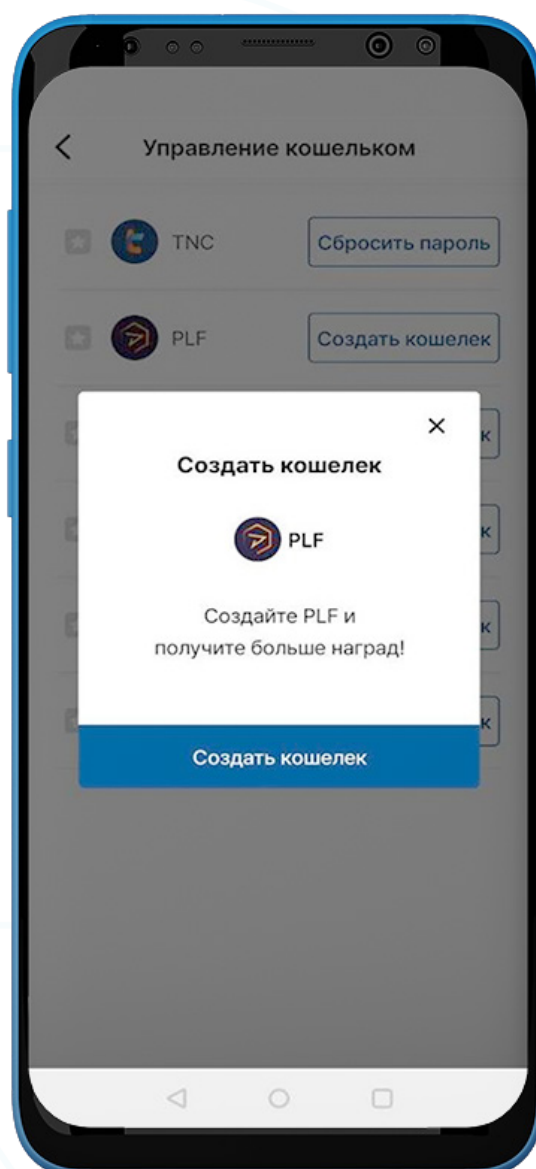 Управление кошельком
TNC
Сбросить пароль
PLF
Создать кошелек
к
Создать кошелек
к
PLF
Создайте PLF и
получите больше наград!
к
к
Создать кошелек